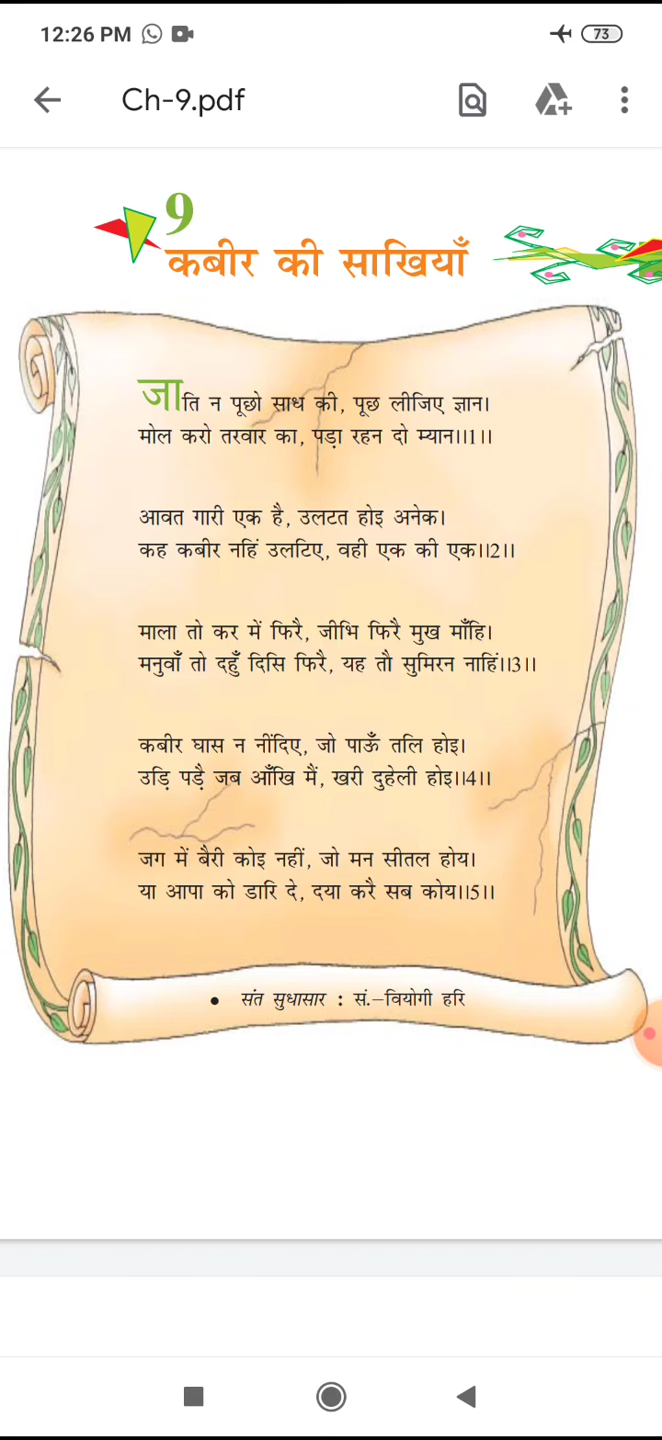 12:26 PM
73
Ch-9.pdf
9
कबीर की साखियाँ
जाति न पूछो साध की, पूछ लीजिए ज्ञान।
मोल करो तरवार का, पड़ा रहन दो म्यान।।1।।
आवत गारी एक है, उलटत होइ अनेक।
कह कबीर नहिं उलटिए, वही एक की एक।।2।।
माला तो कर में फिरै, जीभि फिरै मुख माँहि।
मनुवाँ तो दहुँ दिसि फिरै, यह तौ सुमिरन नाहिं।।3।।
कबीर घास न नींदिए, जो पाऊँ तलि होइ।
उड़ि पड़ै जब आँखि मैं, खरी दुहेली होइ।।4।।
जग में बैरी कोइ नहीं, जो मन सीतल होय।
या आपा को डारि दे, दया करै सब कोय।।5।।
• संत सुधासार : सं.–वियोगी हरि